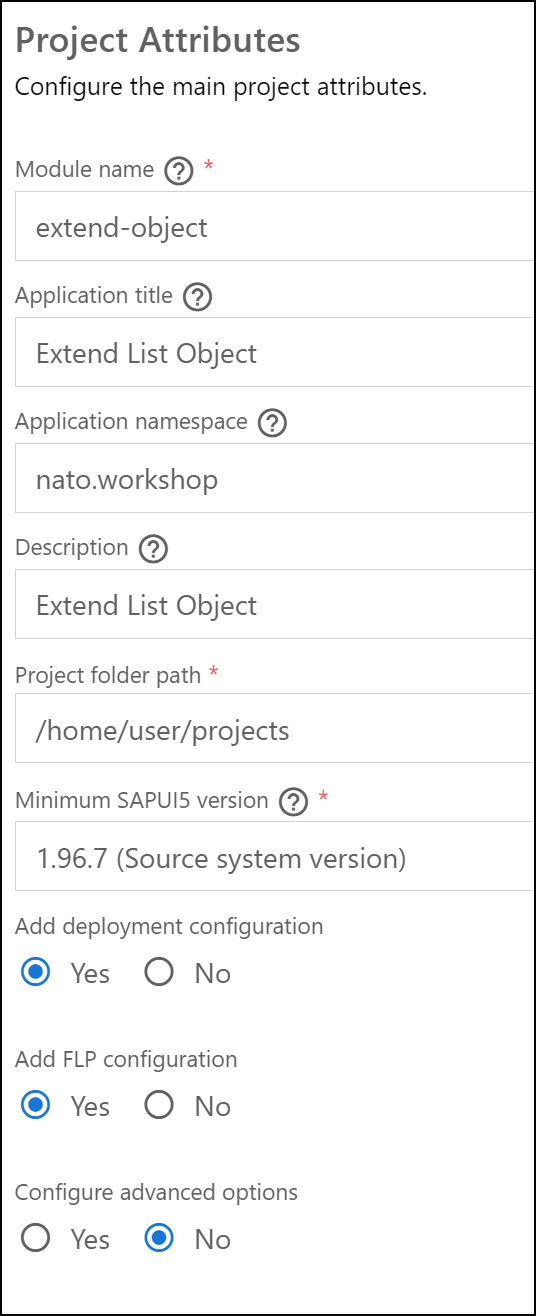 Project Attributes
Configure the main project attributes.
Module name ? *
extend-object
Application title ?
Extend List Object
Application namespace ?
nato.workshop
Description ?
Extend List Object
Project folder path *
/home/user/projects
Minimum SAPUI5 version ? *
1.96.7 (Source system version)
Add deployment configuration
Yes No
Add FLP configuration
Yes No
Configure advanced options
Yes No